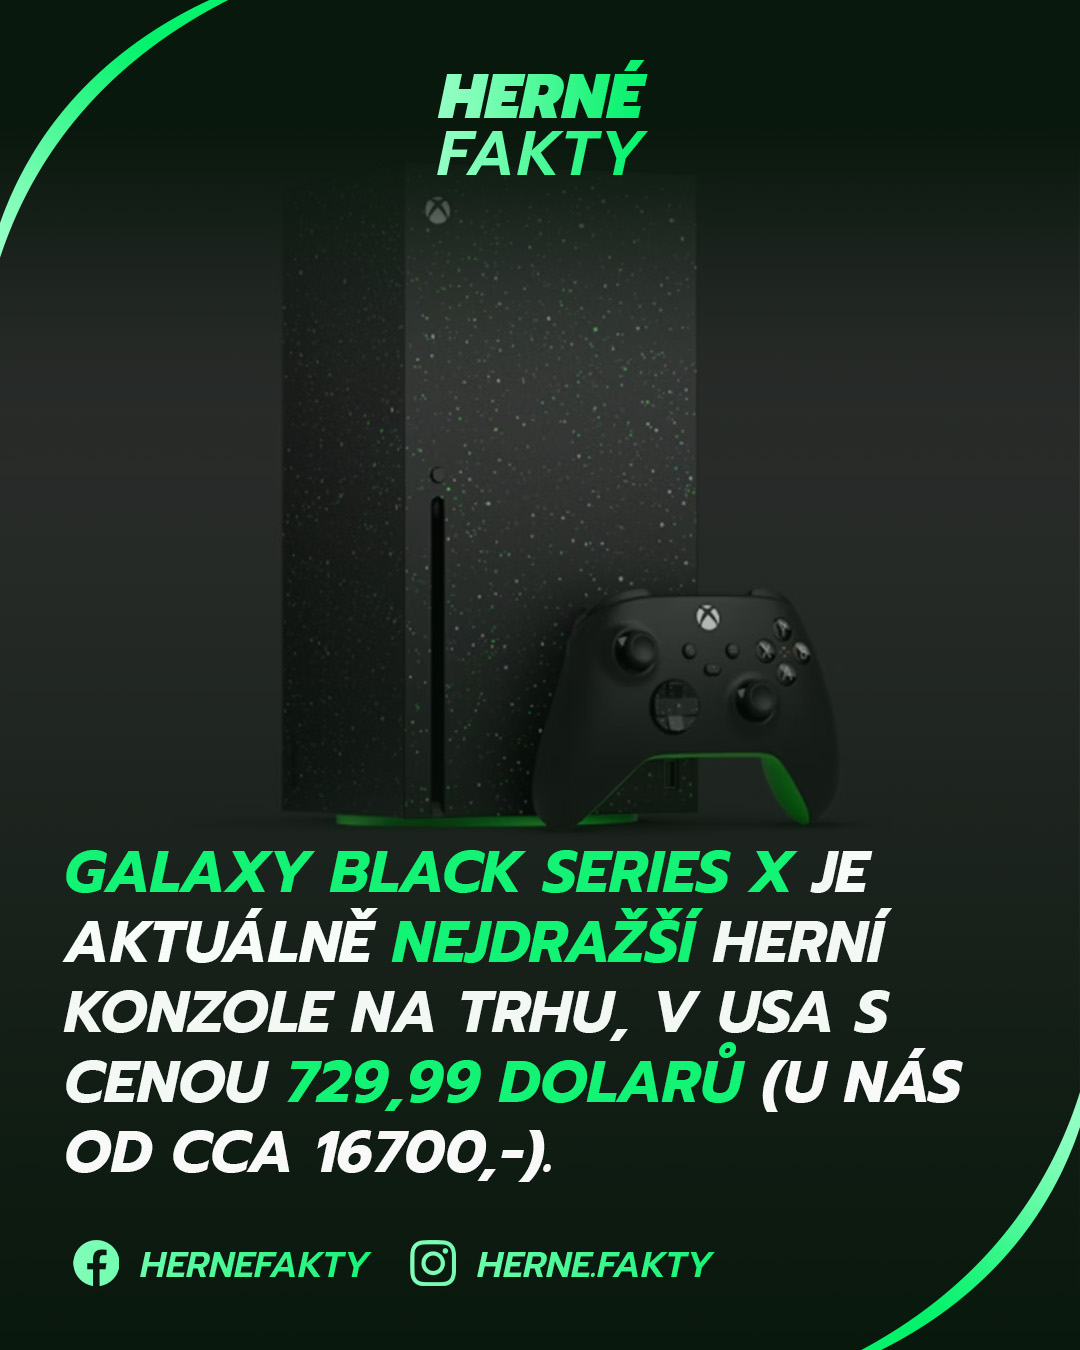 HERNÉ
FAKTY
GALAXY BLACK SERIES X JE
AKTUÁLNĚ NEJDRAŽŠÍ HERNÍ
KONZOLE NA TRHU, V USA S
CENOU 729,99 DOLARŮ (U NÁS
OD CCA 16700,-).
HERNEFAKTY HERNE.FAKTY